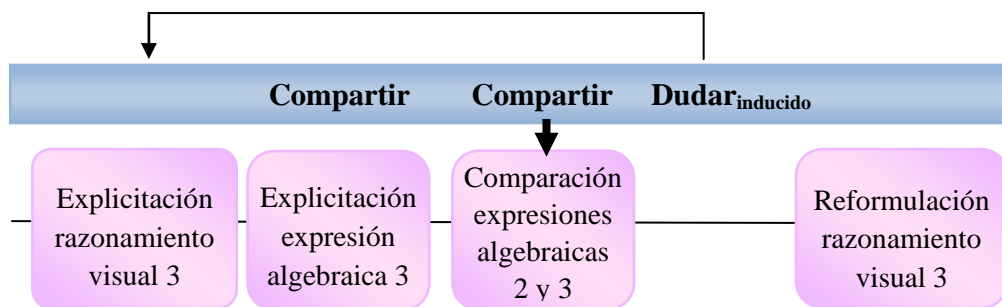 Compartir Compartir Dudar inducido
Explicitación
razonamiento
visual 3
Explicitación
expresión
algebraica 3
Comparación
expresiones
algebraicas
2 y 3
Reformulación
razonamiento
visual 3